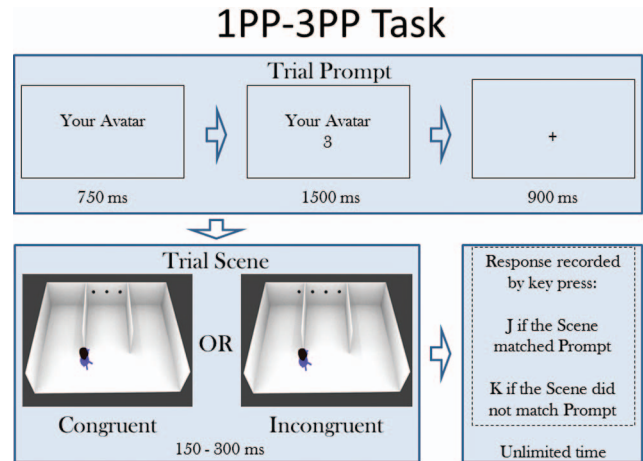 1PP-3PP Task
Trial Prompt
Your Avatar
Your Avatar
3
+
750 ms
1500 ms
900 ms
Trial Scene
OR
Congruent
Incongruent
150 - 300 ms
Response recorded
by key press:
J if the Scene
matched Prompt
K if the Scene did
not match Prompt
Unlimited time